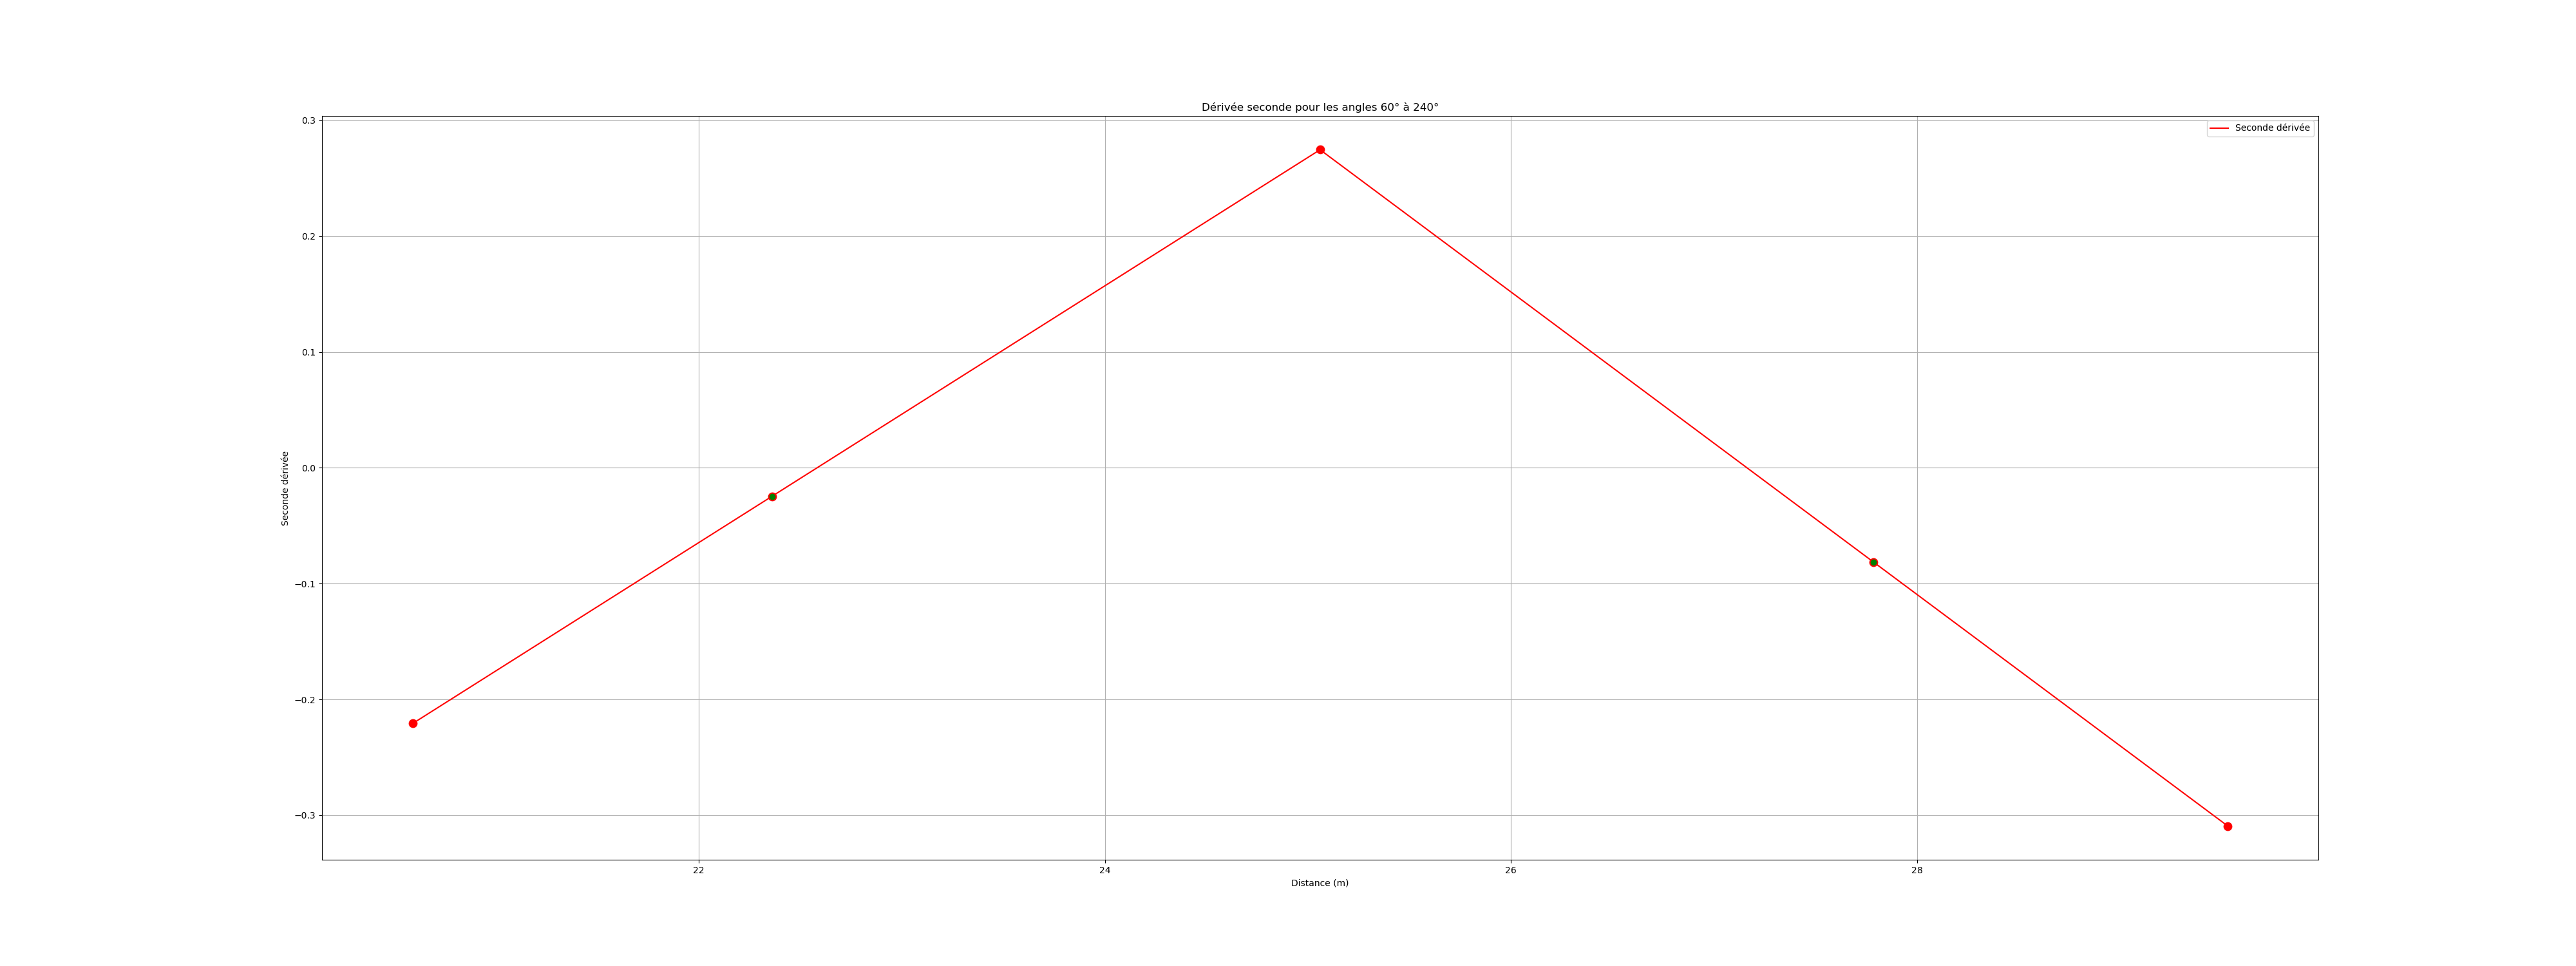 Dérivée seconde pour les angles 60° à 240°
Seconde dérivée
0.3
0.2
0.1
0.0
−0.1
−0.2
−0.3
Seconde dérivée
22
24
26
28
Distance (m)